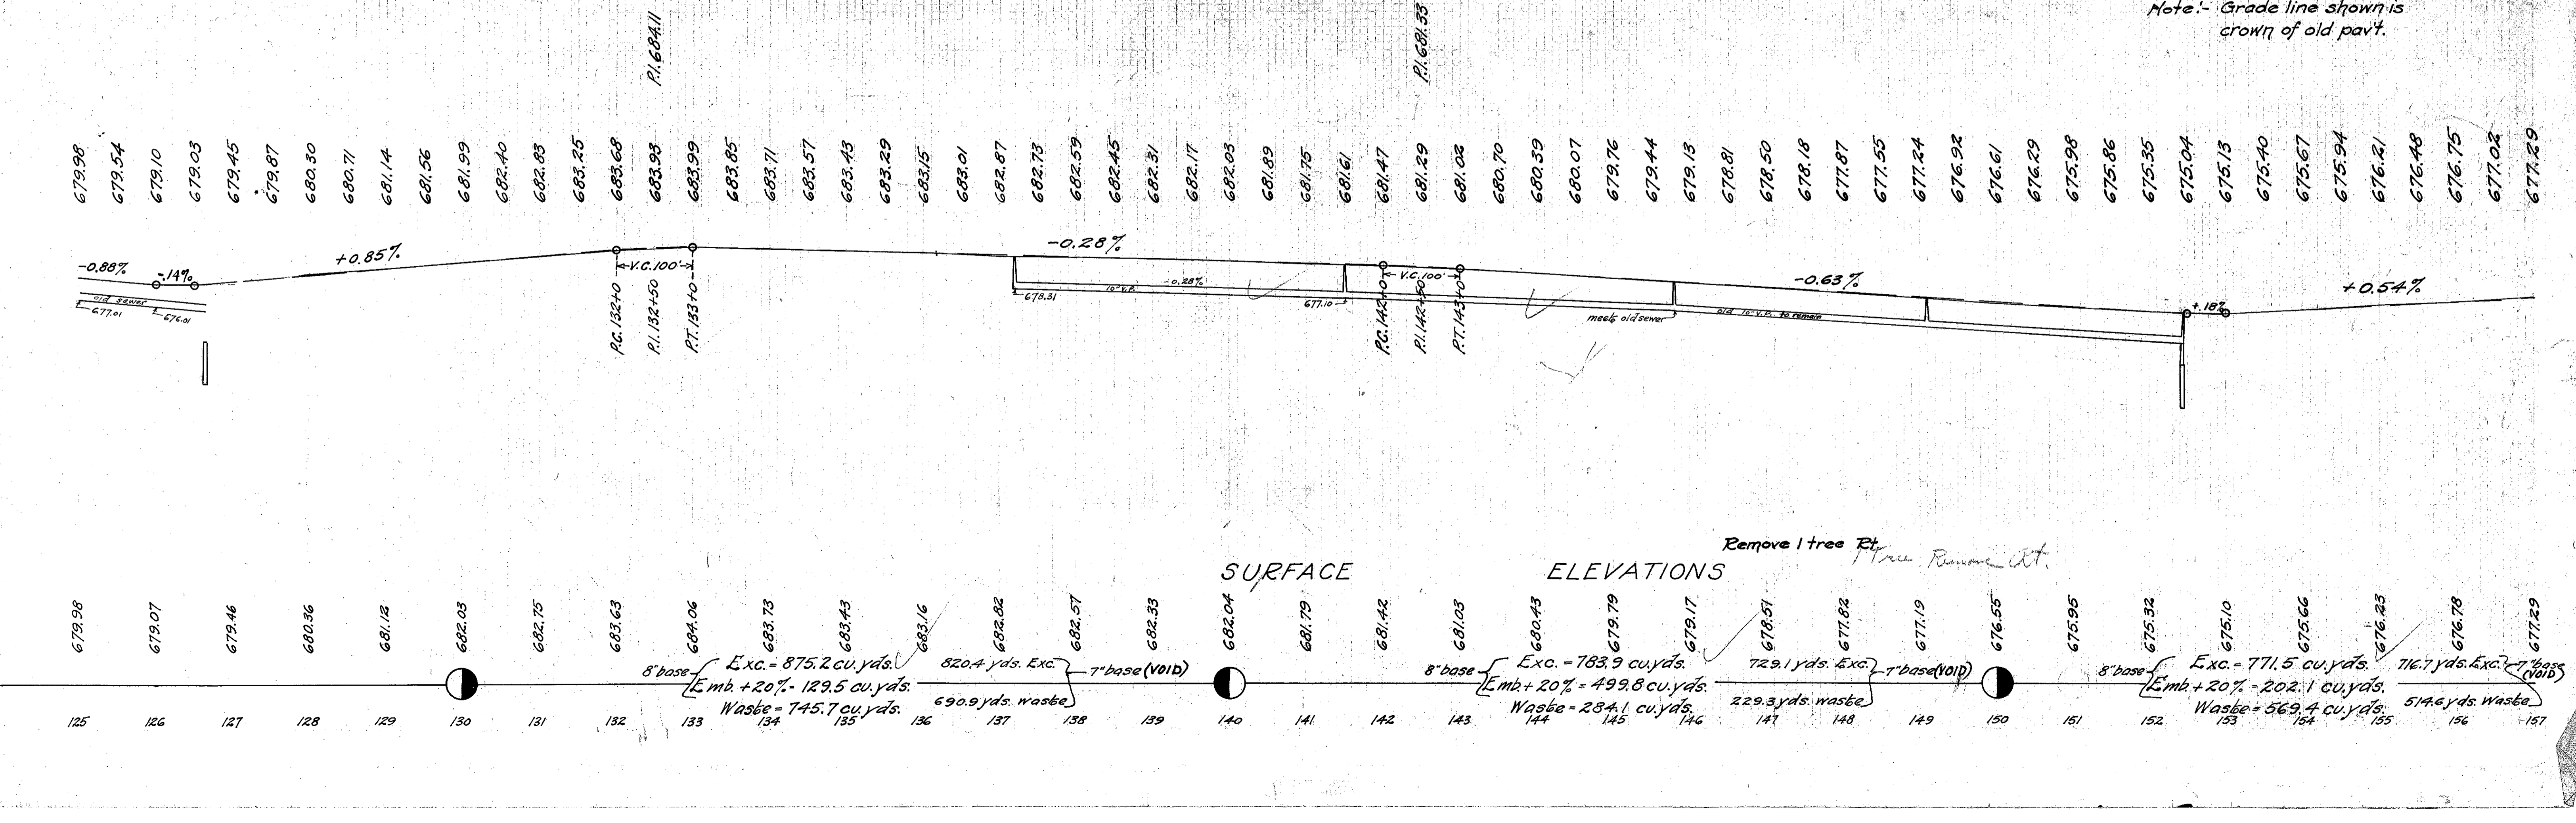 Note:- Grade line shown is
crown of old pav't.
P.I. 684.11
P.I. 681.33
679.98 679.54 679.10 679.03 679.45 679.87 680.30 680.71 681.14 681.56 681.99 682.40 682.83 683.25 683.68 683.93 683.99 683.85 683.71 683.57 683.43 683.29 683.15 683.01 682.87 682.73 682.59 682.45 682.31 682.17 682.03 681.89 681.75 681.61 681.47 681.29 681.02 680.70 680.39 680.07 679.76 679.44 679.13 678.81 678.50 678.18 677.87 677.55 677.24 676.92 676.61 676.29 675.98 675.86 675.35 675.04 675.13 675.40 675.67 675.94 676.21 676.48 676.75 677.02 677.29
-0.88% -.14% +0.85% -0.28% -0.63% +.18% +0.54%
V.C. 100' V.C. 100'
old sewer 10" V.P. -0.28% old 10" V.P. to remain
677.01 676.01 678.31 677.10 meets old sewer
P.C. 132+0 P.I. 132+50 P.T. 133+0 P.C. 142+0 P.I. 142+50 P.T. 143+0
Remove 1 tree Rt.
1 Tree Remove Rt.
SURFACE ELEVATIONS
679.98 679.07 679.46 680.36 681.12 682.03 682.75 683.63 684.06 683.73 683.43 683.16 682.82 682.57 682.33 682.04 681.79 681.42 681.03 680.43 679.79 679.17 678.51 677.82 677.19 676.55 675.95 675.32 675.10 675.66 676.23 676.78 677.29
8" base Exc. = 875.2 cu. yds. 820.4 yds. Exc. 7" base (VOID)
Emb. + 20% - 129.5 cu. yds.
Waste = 745.7 cu. yds. 690.9 yds. waste
8" base Exc. = 783.9 cu. yds. 729.1 yds. Exc. 7" base (VOID)
Emb. + 20% = 499.8 cu. yds.
Waste = 284.1 cu. yds. 229.3 yds. waste
8" base Exc. = 771.5 cu. yds. 716.7 yds. Exc. 7" base (VOID)
Emb. + 20% - 202.1 cu. yds.
Waste = 569.4 cu. yds. 514.6 yds. Waste
125 126 127 128 129 130 131 132 133 134 135 136 137 138 139 140 141 142 143 144 145 146 147 148 149 150 151 152 153 154 155 156 157